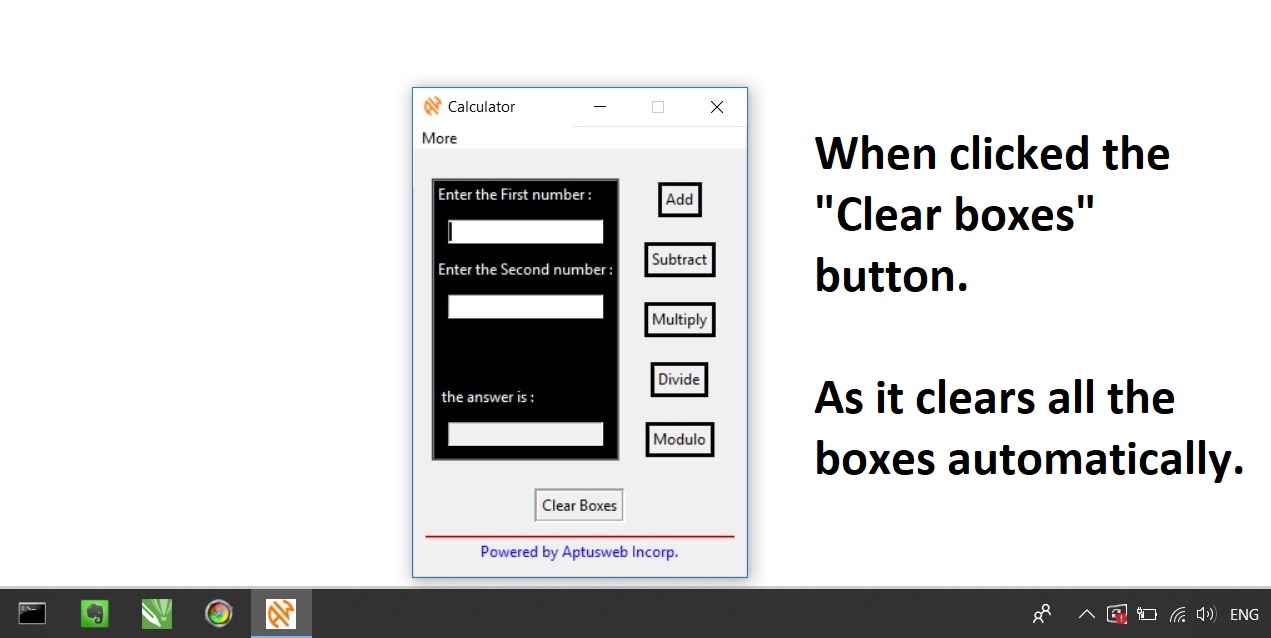 Calculator
More
Enter the First number :
Enter the Second number :
the answer is :
Add
Subtract
Multiply
Divide
Modulo
Clear Boxes
Powered by Aptusweb Incorp.
When clicked the
"Clear boxes"
button.
As it clears all the
boxes automatically.
ENG